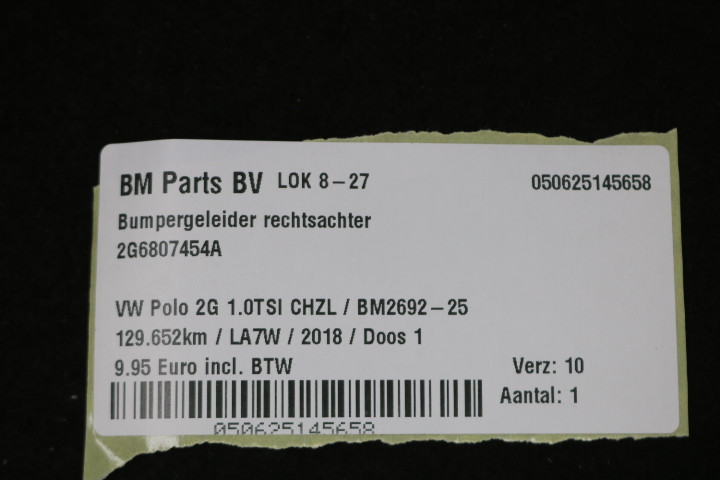 BM Parts BV LOK 8-27 050625145658
Bumpergeleider rechtsachter
2G6807454A
VW Polo 2G 1.0TSI CHZL / BM2692-25
129.652km / LA7W / 2018 / Doos 1
9.95 Euro incl. BTW Verz: 10
Aantal: 1
050625145658